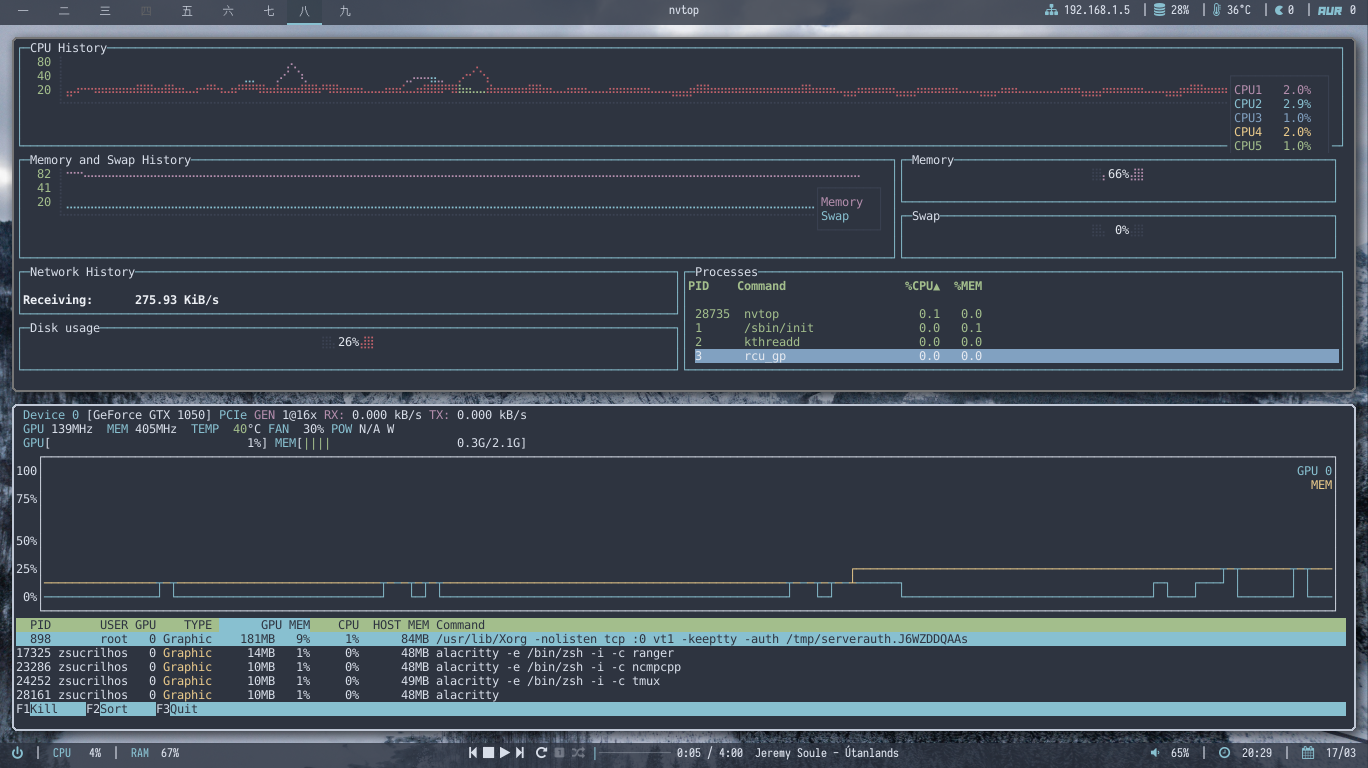 一 二 三 四 五 六 七 八 九 nvtop 192.168.1.5 | 28% | 36°C | 0 | AUR 0
CPU History
80
40
20
CPU1 2.0%
CPU2 2.9%
CPU3 1.0%
CPU4 2.0%
CPU5 1.0%
Memory and Swap History
82
41
20
Memory
Swap
Memory
66%
Swap
0%
Network History
Receiving: 275.93 KiB/s
Disk usage
26%
Processes
PID Command %CPU▲ %MEM
28735 nvtop 0.1 0.0
1 /sbin/init 0.0 0.1
2 kthreadd 0.0 0.0
3 rcu_gp 0.0 0.0
Device 0 [GeForce GTX 1050] PCIe GEN 1@16x RX: 0.000 kB/s TX: 0.000 kB/s
GPU 139MHz MEM 405MHz TEMP 40°C FAN 30% POW N/A W
GPU[ 1%] MEM[|||| 0.3G/2.1G]
100
75%
50%
25%
0%
GPU 0
MEM
PID USER GPU TYPE GPU MEM CPU HOST MEM Command
898 root 0 Graphic 181MB 9% 1% 84MB /usr/lib/Xorg -nolisten tcp :0 vt1 -keeptty -auth /tmp/serverauth.J6WZDDQAAs
17325 zsucrilhos 0 Graphic 14MB 1% 0% 48MB alacritty -e /bin/zsh -i -c ranger
23286 zsucrilhos 0 Graphic 10MB 1% 0% 48MB alacritty -e /bin/zsh -i -c ncmpcpp
24252 zsucrilhos 0 Graphic 10MB 1% 0% 49MB alacritty -e /bin/zsh -i -c tmux
28161 zsucrilhos 0 Graphic 10MB 1% 0% 48MB alacritty
F1Kill F2Sort F3Quit
| CPU 4% | RAM 67% 0:05 / 4:00 Jeremy Soule - Útanlands 65% | 20:29 | 17/03